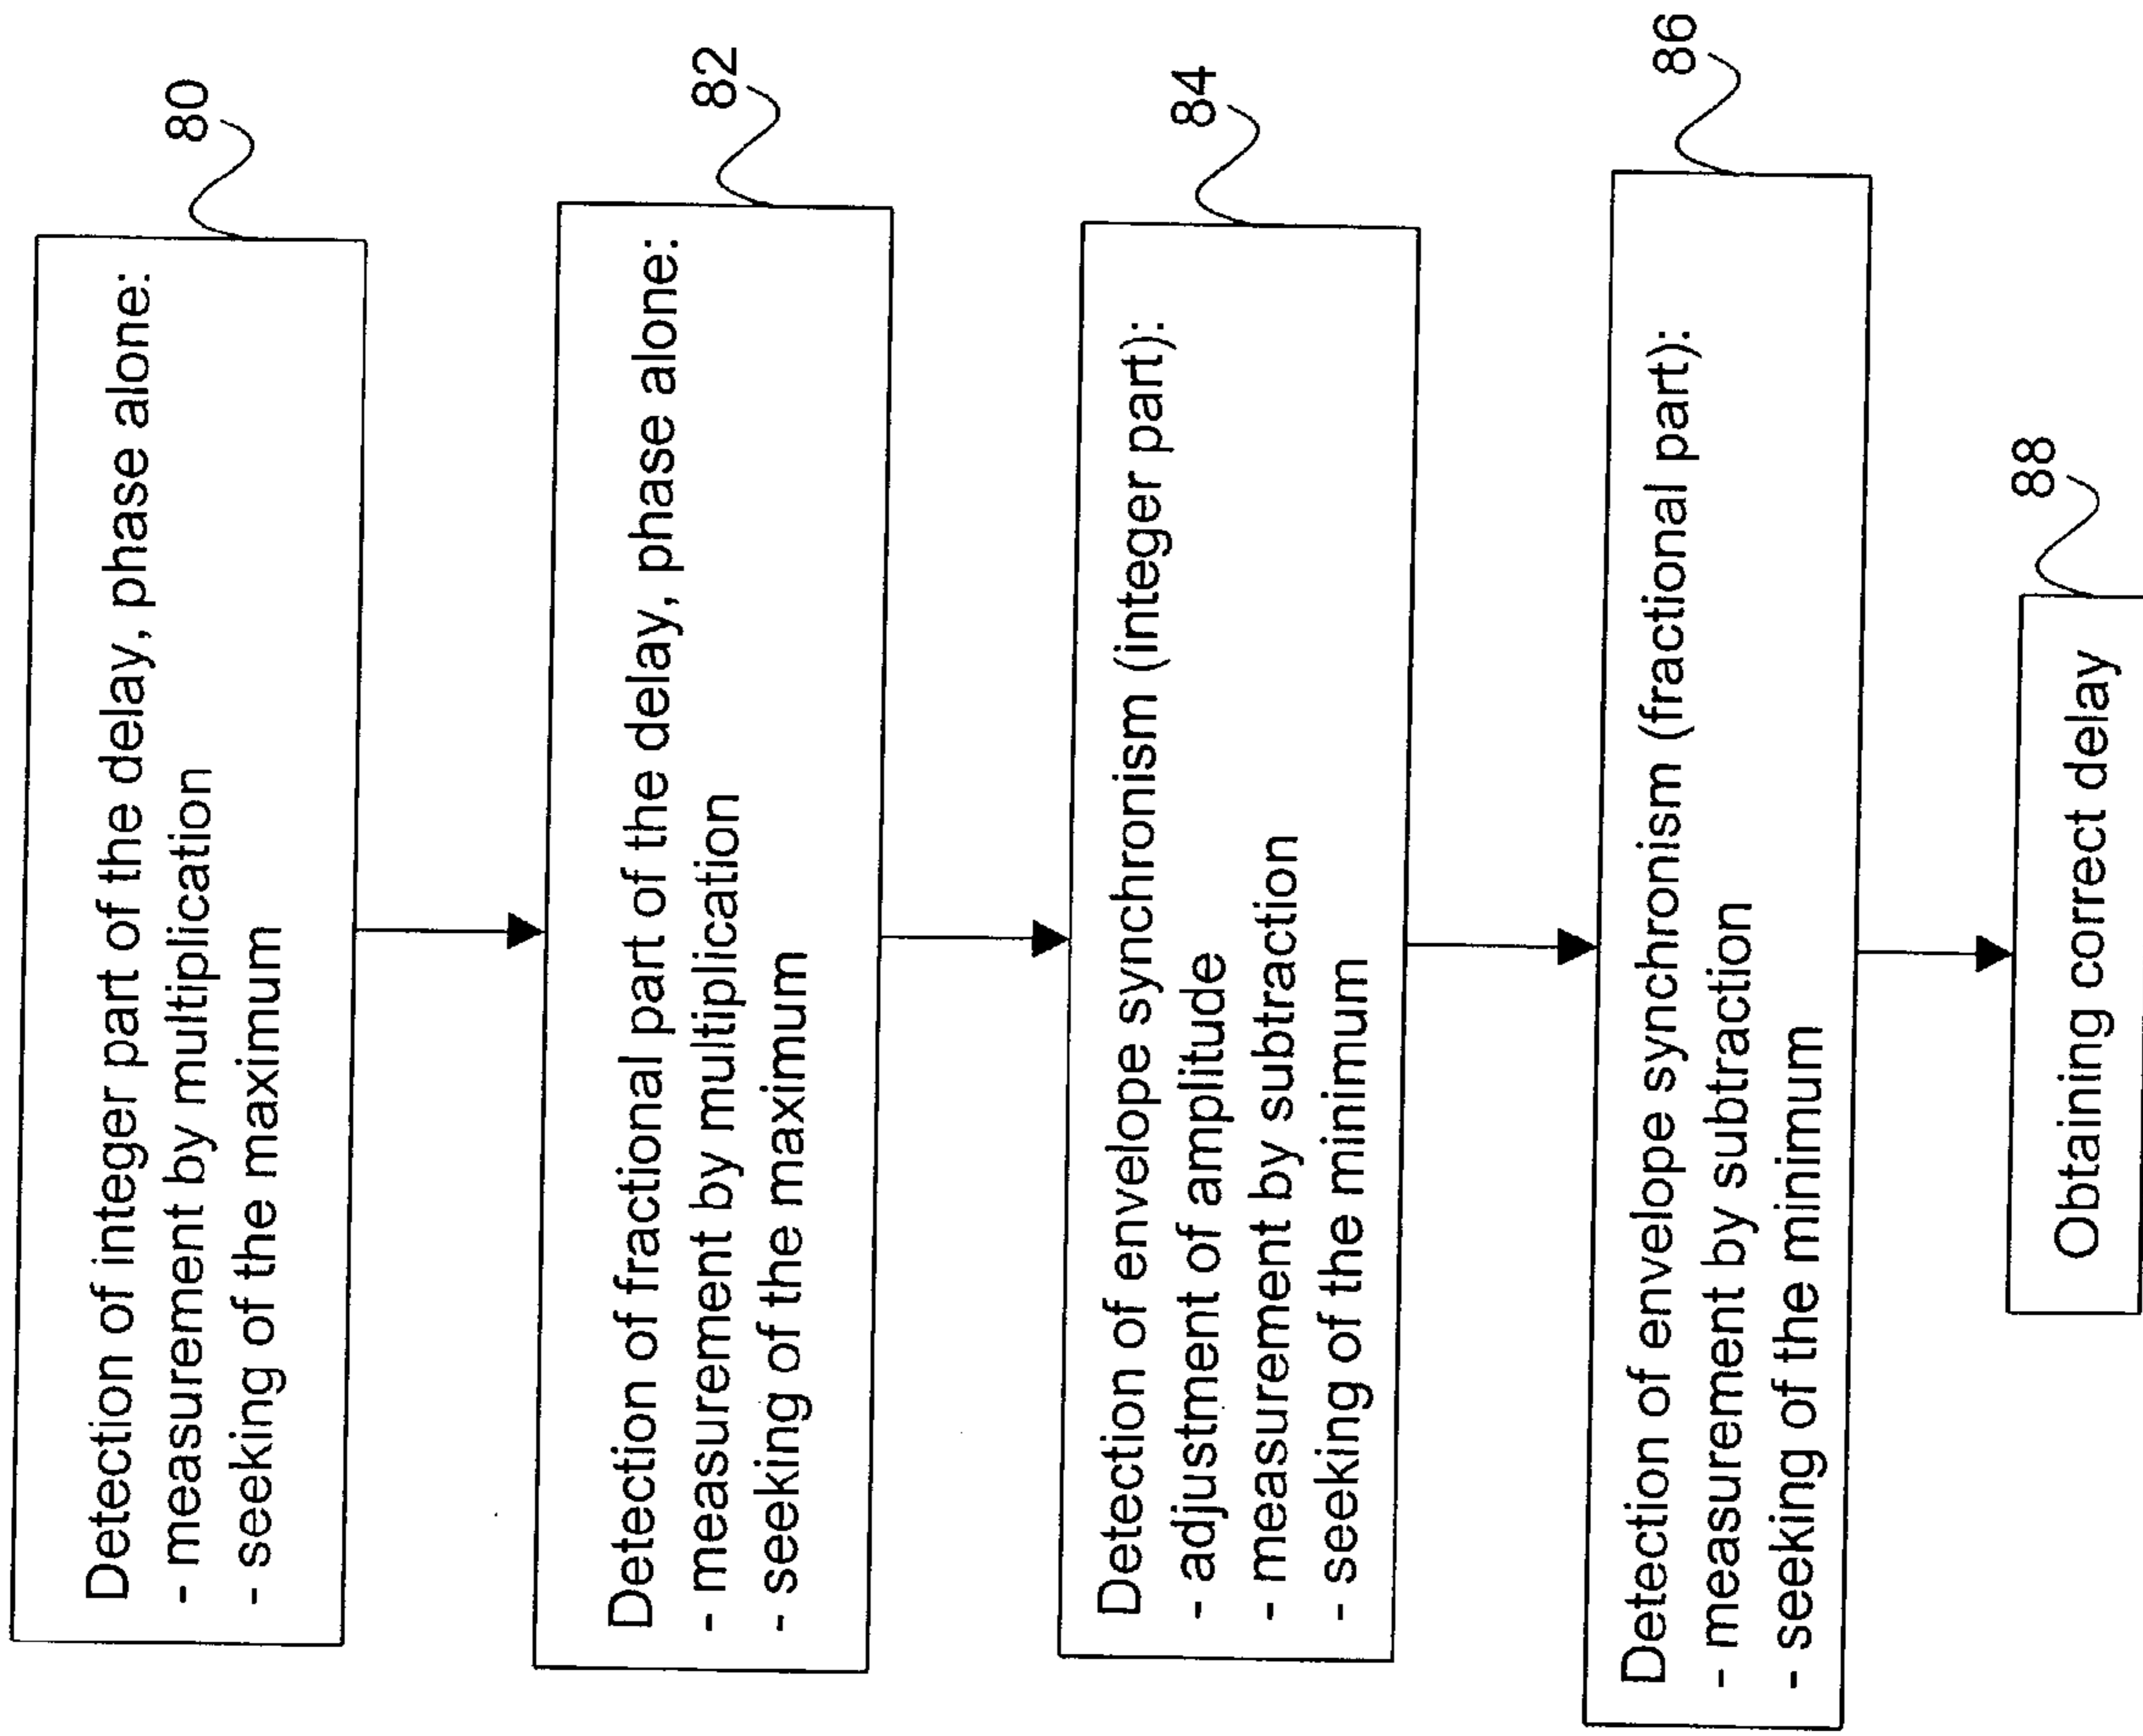 80
Detection of integer part of the delay, phase alone:
- measurement by multiplication
- seeking of the maximum
82
Detection of fractional part of the delay, phase alone:
- measurement by multiplication
- seeking of the maximum
84
Detection of envelope synchronism (integer part):
- adjustment of amplitude
- measurement by subtraction
- seeking of the minimum
86
Detection of envelope synchronism (fractional part):
- measurement by subtraction
- seeking of the minimum
88
Obtaining correct delay